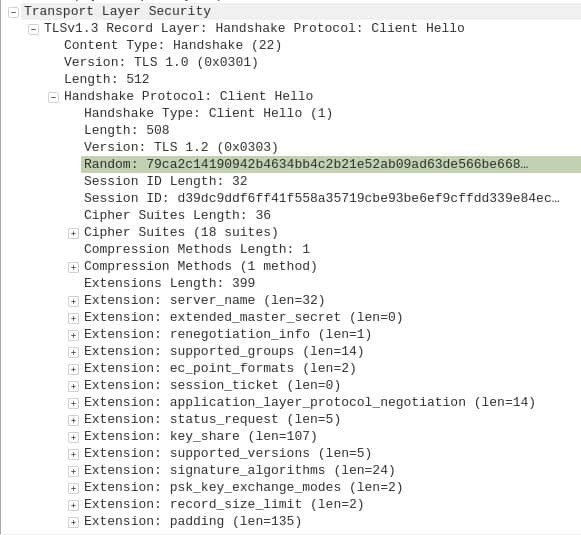 Transport Layer Security
TLSv1.3 Record Layer: Handshake Protocol: Client Hello
Content Type: Handshake (22)
Version: TLS 1.0 (0x0301)
Length: 512
Handshake Protocol: Client Hello
Handshake Type: Client Hello (1)
Length: 508
Version: TLS 1.2 (0x0303)
Random: 79ca2c14190942b4634bb4c2b21e52ab09ad63de566be668…
Session ID Length: 32
Session ID: d39dc9ddf6ff41f558a35719cbe93be6ef9cffdd339e84ec…
Cipher Suites Length: 36
Cipher Suites (18 suites)
Compression Methods Length: 1
Compression Methods (1 method)
Extensions Length: 399
Extension: server_name (len=32)
Extension: extended_master_secret (len=0)
Extension: renegotiation_info (len=1)
Extension: supported_groups (len=14)
Extension: ec_point_formats (len=2)
Extension: session_ticket (len=0)
Extension: application_layer_protocol_negotiation (len=14)
Extension: status_request (len=5)
Extension: key_share (len=107)
Extension: supported_versions (len=5)
Extension: signature_algorithms (len=24)
Extension: psk_key_exchange_modes (len=2)
Extension: record_size_limit (len=2)
Extension: padding (len=135)